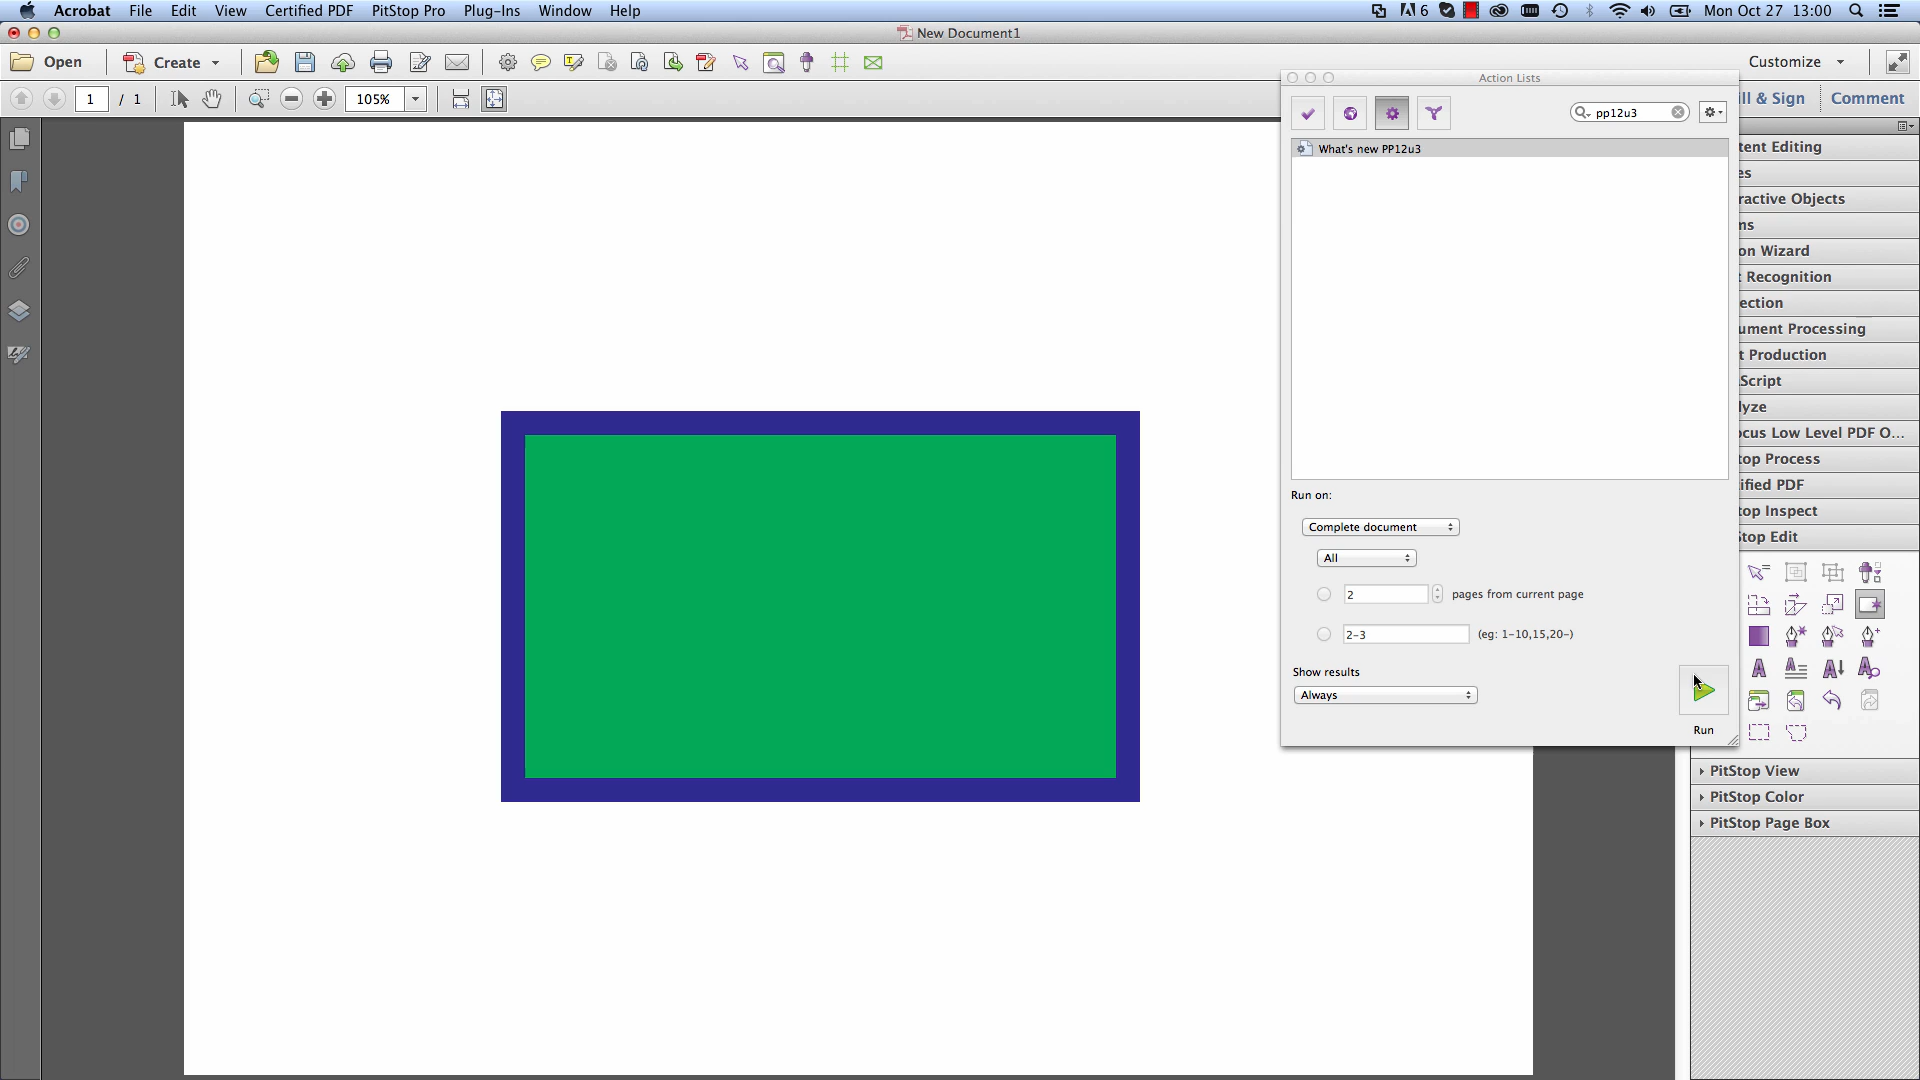 Acrobat File Edit View Certified PDF PitStop Pro Plug-Ins Window Help
6 Mon Oct 27 13:00
New Document1
Open Create Customize
1 / 1 105% ill & Sign Comment
Action Lists
pp12u3
What's new PP12u3
Run on:
Complete document
All
2 pages from current page
2-3 (eg: 1-10,15,20-)
Show results
Always
Run
tent Editing
es
ractive Objects
ms
on Wizard
Recognition
ection
ument Processing
t Production
Script
lyze
ocus Low Level PDF O...
top Process
ified PDF
top Inspect
Stop Edit
PitStop View
PitStop Color
PitStop Page Box